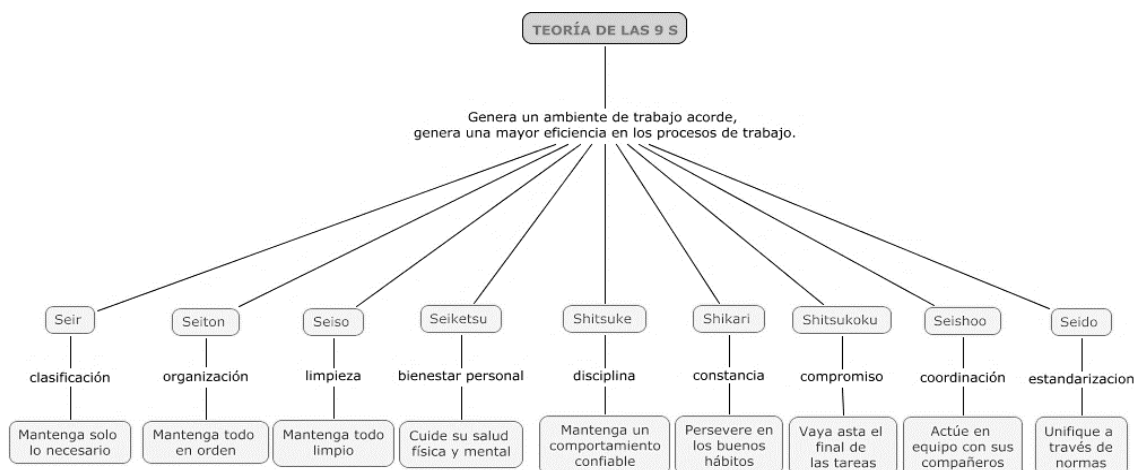 TEORÍA DE LAS 9 S
Genera un ambiente de trabajo acorde,
genera una mayor eficiencia en los procesos de trabajo.
Seir
Seiton
Seiso
Seiketsu
Shitsuke
Shikari
Shitsukoku
Seishoo
Seido
clasificación
organización
limpieza
bienestar personal
disciplina
constancia
compromiso
coordinación
estandarizacion
Mantenga solo
lo necesario
Mantenga todo
en orden
Mantenga todo
limpio
Cuide su salud
física y mental
Mantenga un
comportamiento
confiable
Persevere en
los buenos
hábitos
Vaya asta el
final de
las tareas
Actúe en
equipo con sus
compañeros
Unifique a
través de
normas